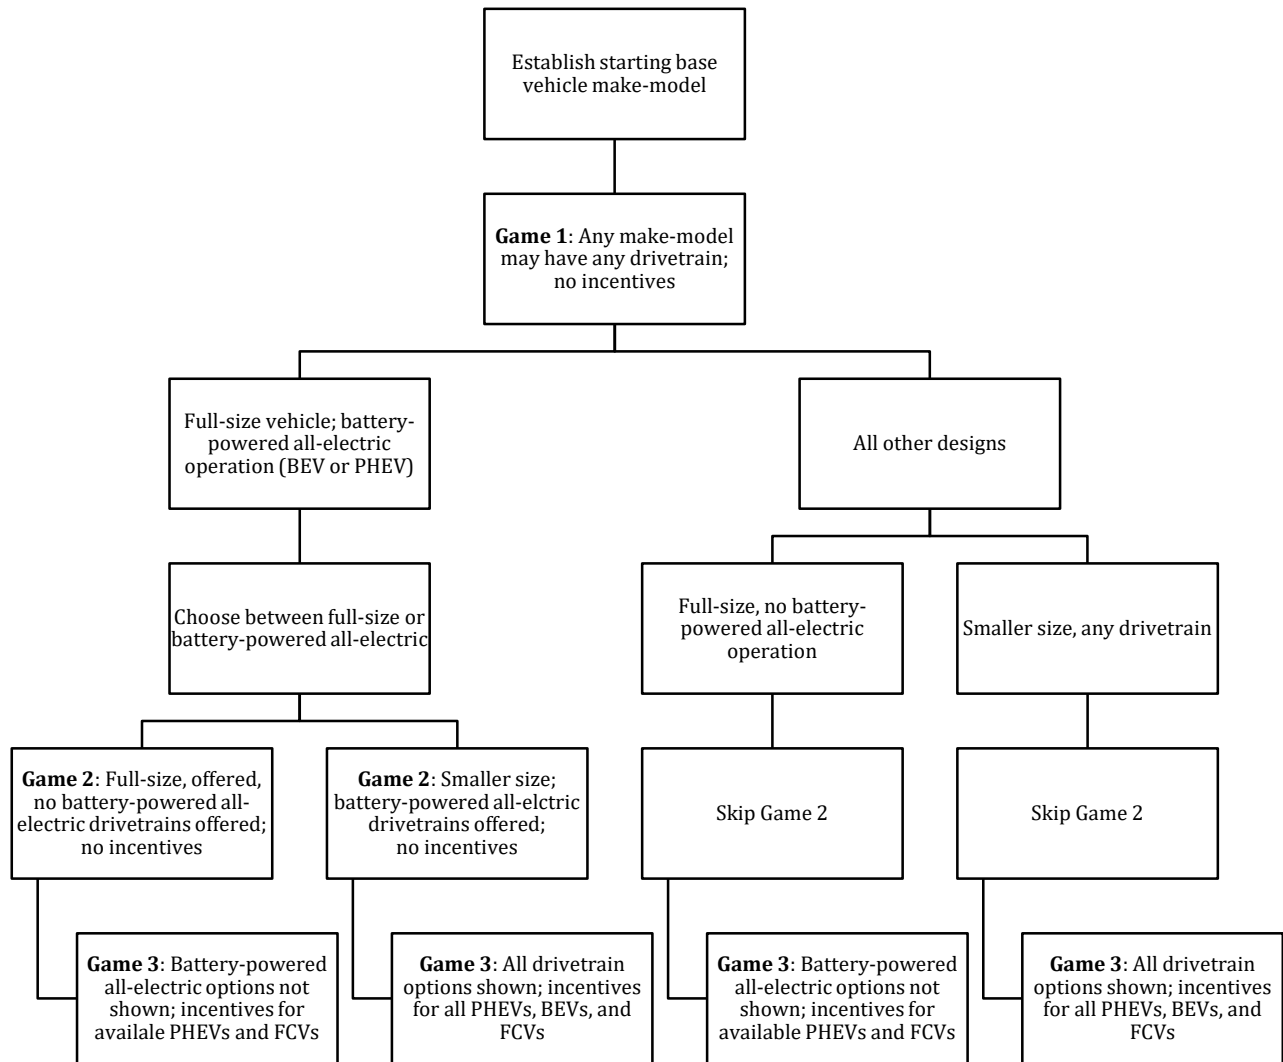 Establish starting base
vehicle make-model
Game 1: Any make-model
may have any drivetrain;
no incentives
Full-size vehicle; battery-
powered all-electric
operation (BEV or PHEV)
All other designs
Choose between full-size or
battery-powered all-electric
Full-size, no battery-
powered all-electric
operation
Smaller size, any drivetrain
Game 2: Full-size, offered,
no battery-powered all-
electric drivetrains offered;
no incentives
Game 2: Smaller size;
battery-powered all-elctric
drivetrains offered;
no incentives
Skip Game 2
Skip Game 2
Game 3: Battery-powered
all-electric options not
shown; incentives for
availale PHEVs and FCVs
Game 3: All drivetrain
options shown; incentives
for all PHEVs, BEVs, and
FCVs
Game 3: Battery-powered
all-electric options not
shown; incentives for
available PHEVs and FCVs
Game 3: All drivetrain
options shown; incentives
for all PHEVs, BEVs, and
FCVs